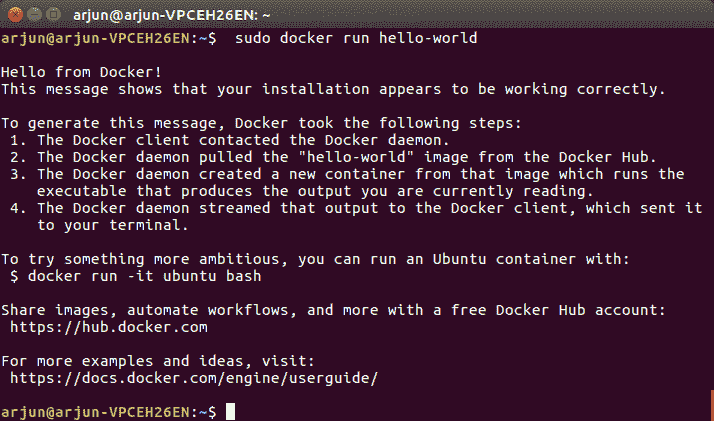 arjun@arjun-VPCEH26EN: ~
arjun@arjun-VPCEH26EN:~$  sudo docker run hello-world
Hello from Docker!
This message shows that your installation appears to be working correctly.
To generate this message, Docker took the following steps:
 1. The Docker client contacted the Docker daemon.
 2. The Docker daemon pulled the "hello-world" image from the Docker Hub.
 3. The Docker daemon created a new container from that image which runs the
    executable that produces the output you are currently reading.
 4. The Docker daemon streamed that output to the Docker client, which sent it
    to your terminal.
To try something more ambitious, you can run an Ubuntu container with:
 $ docker run -it ubuntu bash
Share images, automate workflows, and more with a free Docker Hub account:
 https://hub.docker.com
For more examples and ideas, visit:
 https://docs.docker.com/engine/userguide/
arjun@arjun-VPCEH26EN:~$